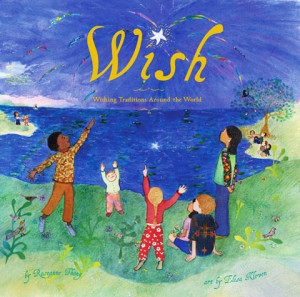 Wish
Wishing Traditions Around the World
by Roseanne Thong
art by Elisa Kleven